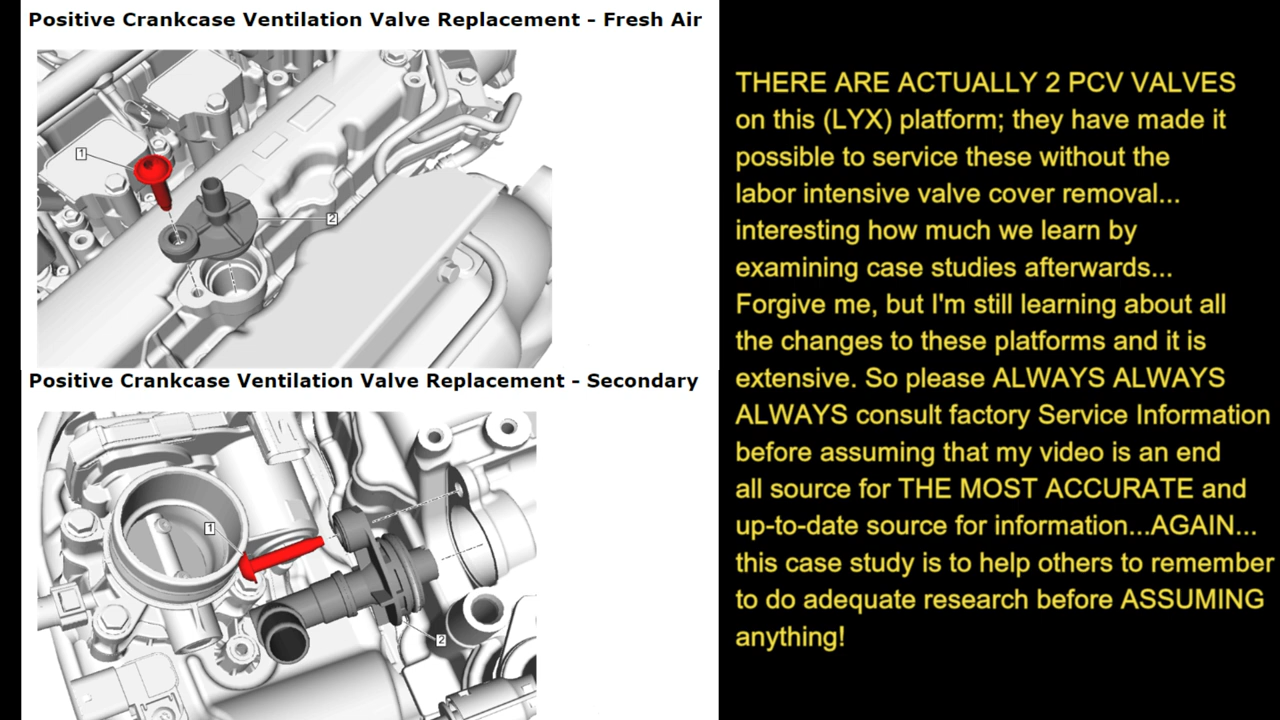 Positive Crankcase Ventilation Valve Replacement - Fresh Air
1
2
Positive Crankcase Ventilation Valve Replacement - Secondary
1
2
THERE ARE ACTUALLY 2 PCV VALVES
on this (LYX) platform; they have made it
possible to service these without the
labor intensive valve cover removal...
interesting how much we learn by
examining case studies afterwards...
Forgive me, but I'm still learning about all
the changes to these platforms and it is
extensive. So please ALWAYS ALWAYS
ALWAYS consult factory Service Information
before assuming that my video is an end
all source for THE MOST ACCURATE and
up-to-date source for information...AGAIN...
this case study is to help others to remember
to do adequate research before ASSUMING
anything!